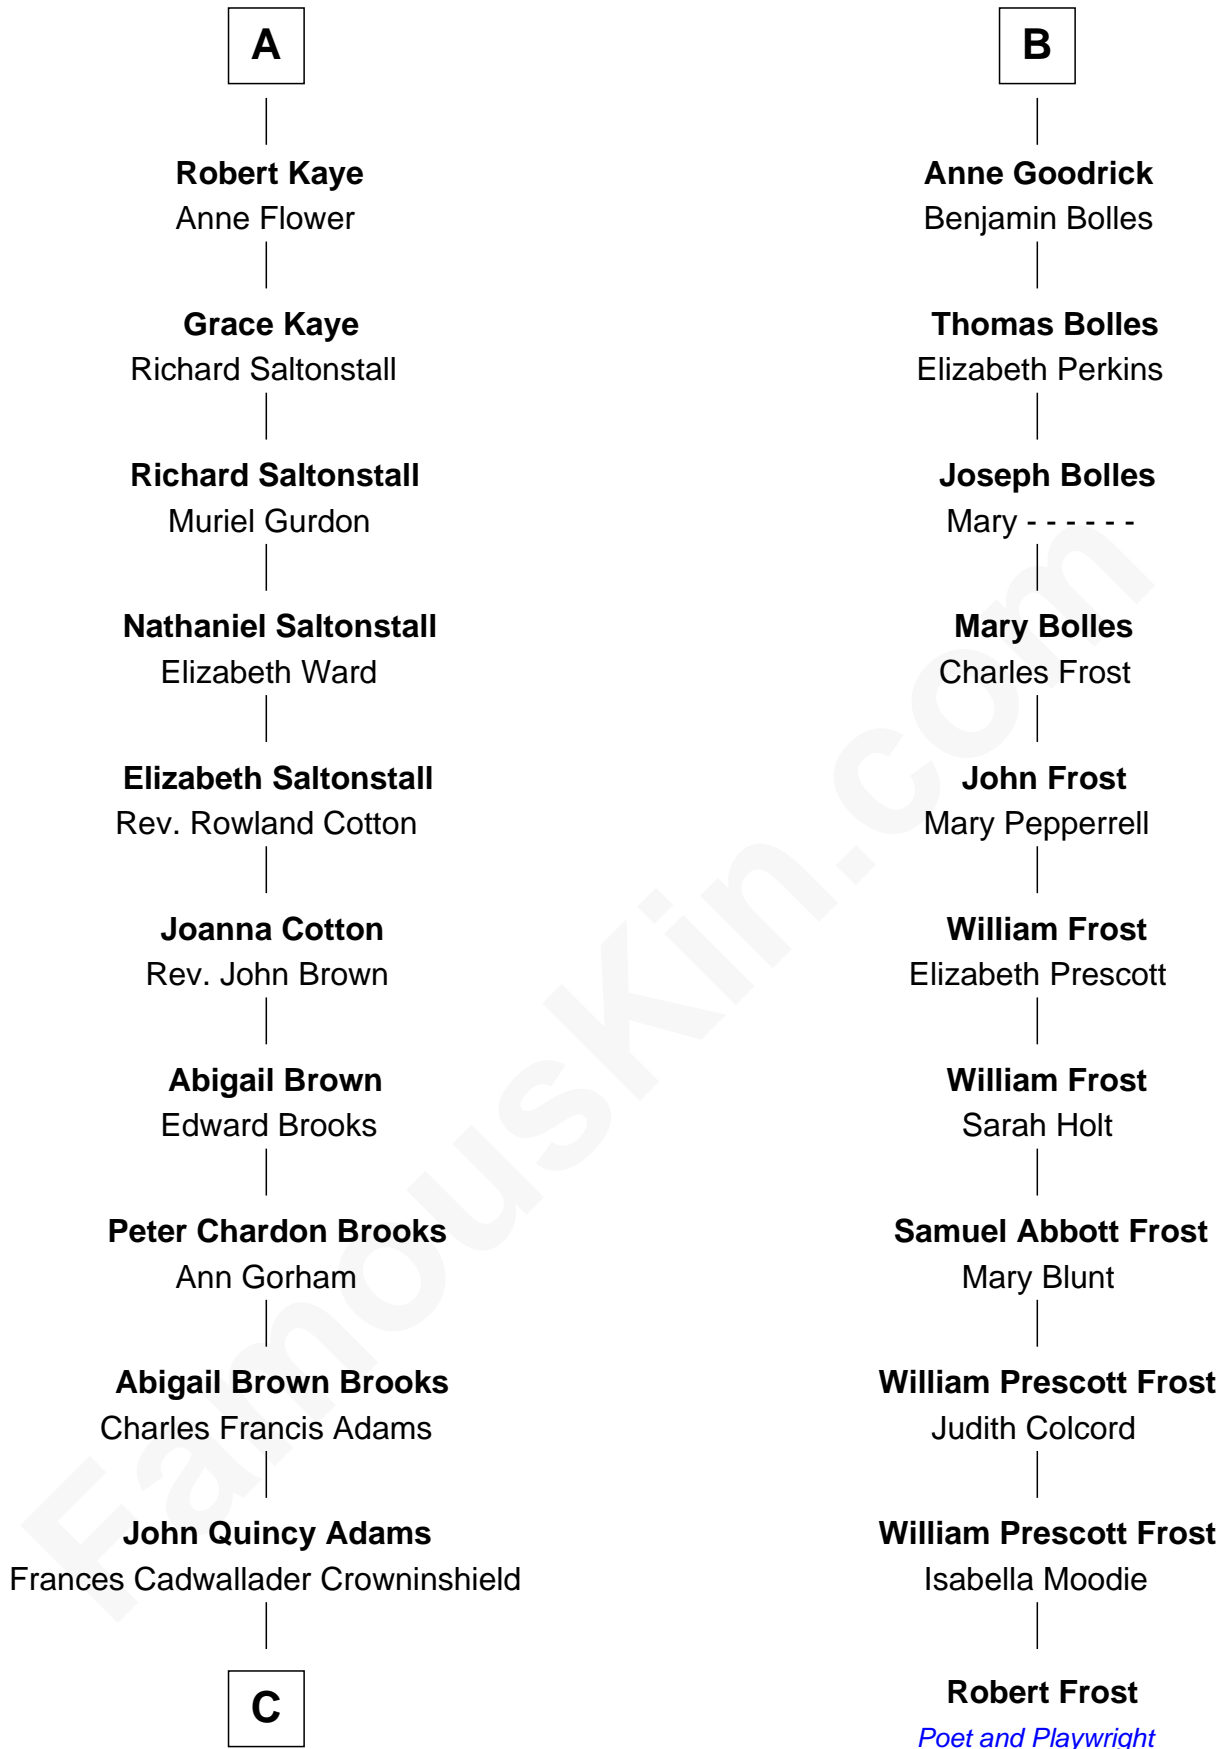 A
Robert Kaye
Anne Flower
Grace Kaye
Richard Saltonstall
Richard Saltonstall
Muriel Gurdon
Nathaniel Saltonstall
Elizabeth Ward
Elizabeth Saltonstall
Rev. Rowland Cotton
Joanna Cotton
Rev. John Brown
Abigail Brown
Edward Brooks
Peter Chardon Brooks
Ann Gorham
Abigail Brown Brooks
Charles Francis Adams
John Quincy Adams
Frances Cadwallader Crowninshield
C
B
Anne Goodrick
Benjamin Bolles
Thomas Bolles
Elizabeth Perkins
Joseph Bolles
Mary - - - - - -
Mary Bolles
Charles Frost
John Frost
Mary Pepperrell
William Frost
Elizabeth Prescott
William Frost
Sarah Holt
Samuel Abbott Frost
Mary Blunt
William Prescott Frost
Judith Colcord
William Prescott Frost
Isabella Moodie
Robert Frost
Poet and Playwright
FamousKin.com